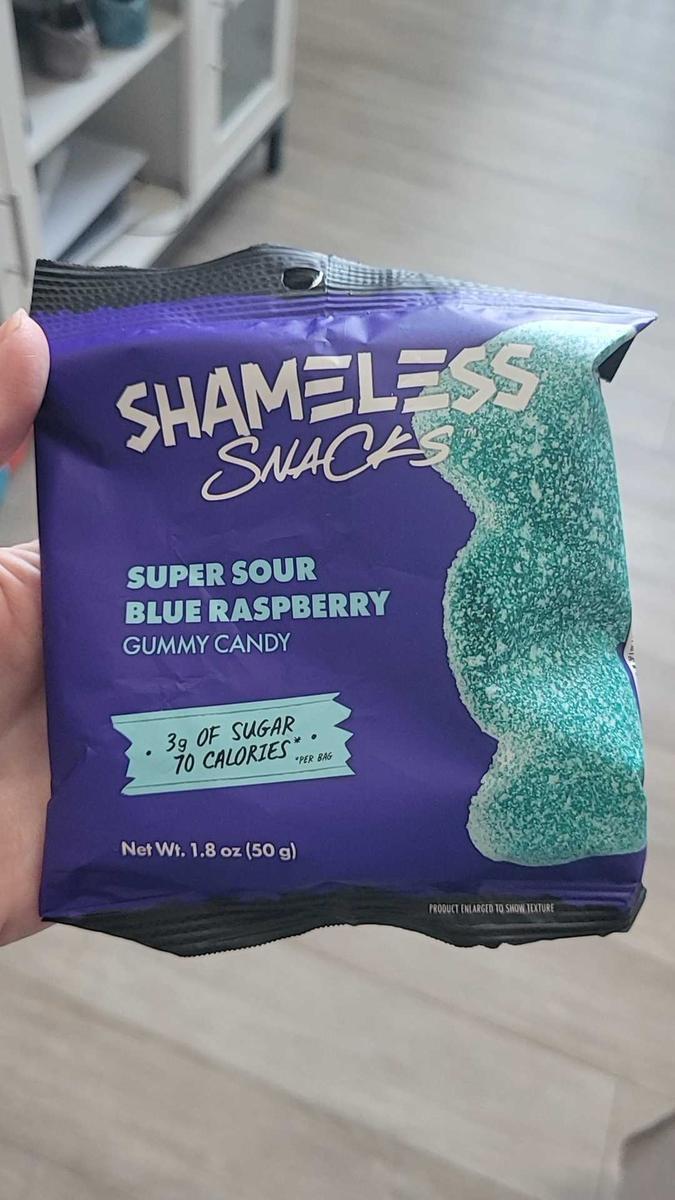 SHAMELESS
SNACKS™
SUPER SOUR
BLUE RASPBERRY
GUMMY CANDY
• 3g OF SUGAR
70 CALORIES* •
*PER BAG
Net Wt. 1.8 oz (50 g)
PRODUCT ENLARGED TO SHOW TEXTURE